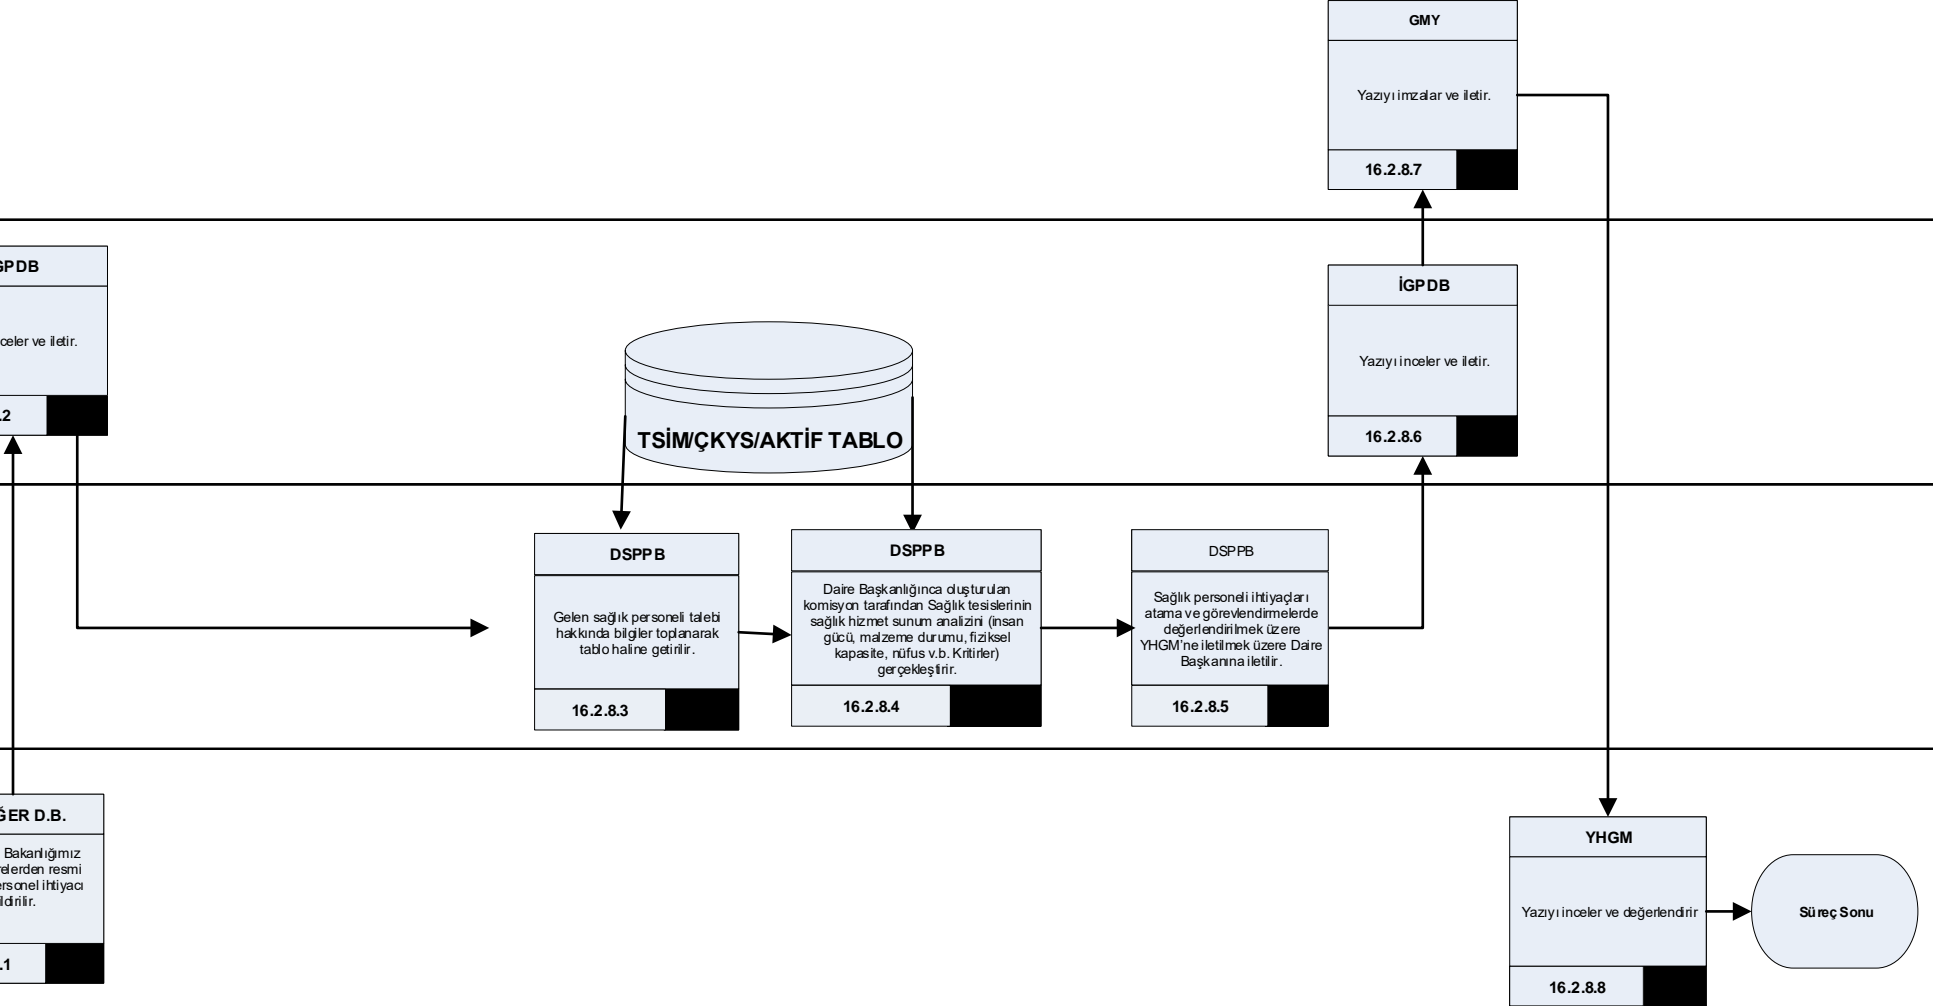 GMY
Yazıyı imzalar ve iletir.
16.2.8.7
GPDB
celer ve iletir.
.2
İGPDB
Yazıyı inceler ve iletir.
16.2.8.6
TSİM/ÇKYS/AKTİF TABLO
DSPPB
Gelen sağlık personeli talebi
hakkında bilgiler toplanarak
tablo haline getirilir.
16.2.8.3
DSPPB
Daire Başkanlığınca oluşturulan
komisyon tarafından Sağlık tesislerinin
sağlık hizmet sunum analizini (insan
gücü, malzeme durumu, fiziksel
kapasite, nüfus v.b. Kritirler)
gerçekleştirir.
16.2.8.4
DSPPB
Sağlık personeli ihtiyaçları
atama ve görevlendirmelerde
değerlendirilmek üzere
YHGM'ne iletilmek üzere Daire
Başkanına iletilir.
16.2.8.5
ĞER D.B.
Bakanlığımız
relerden resmi
ersonel ihtiyacı
ildirilir.
.1
YHGM
Yazıyı inceler ve değerlendirir
16.2.8.8
Süreç Sonu